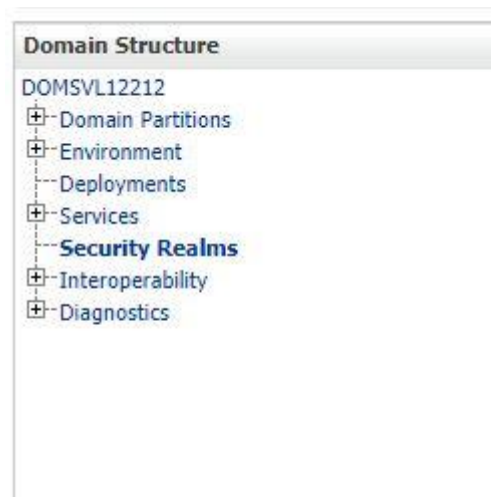 Domain Structure
DOMSVL12212
Domain Partitions
Environment
Deployments
Services
Security Realms
Interoperability
Diagnostics